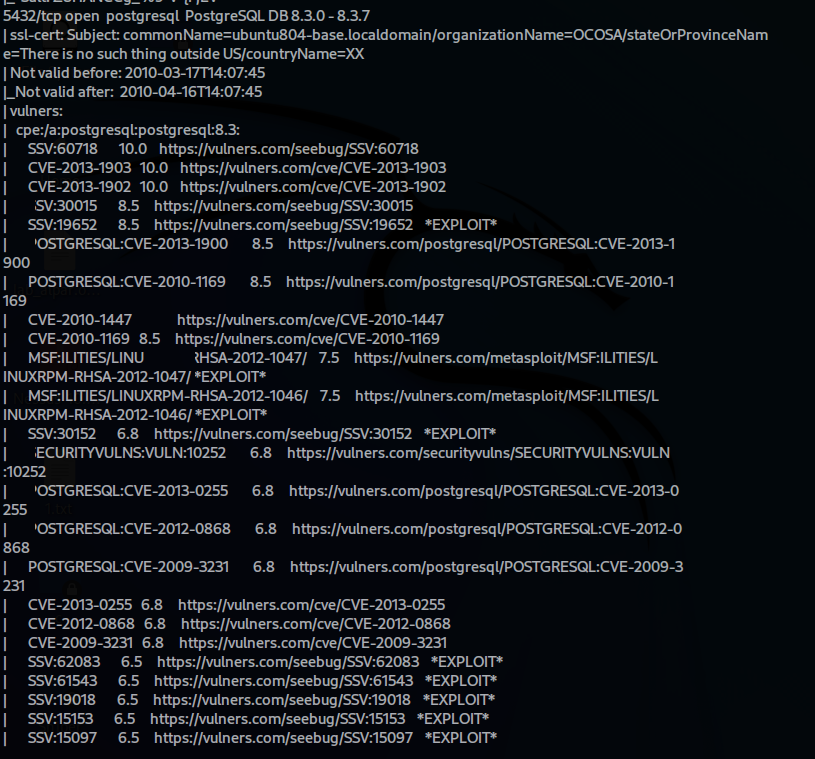 5432/tcp open postgresql PostgreSQL DB 8.3.0 - 8.3.7
| ssl-cert: Subject: commonName=ubuntu804-base.localdomain/organizationName=OCOSA/stateOrProvinceNam
e=There is no such thing outside US/countryName=XX
| Not valid before: 2010-03-17T14:07:45
|_Not valid after: 2010-04-16T14:07:45
| vulners:
| cpe:/a:postgresql:postgresql:8.3:
| SSV:60718 10.0 https://vulners.com/seebug/SSV:60718
| CVE-2013-1903 10.0 https://vulners.com/cve/CVE-2013-1903
| CVE-2013-1902 10.0 https://vulners.com/cve/CVE-2013-1902
| SV:30015 8.5 https://vulners.com/seebug/SSV:30015
| SSV:19652 8.5 https://vulners.com/seebug/SSV:19652 *EXPLOIT*
| POSTGRESQL:CVE-2013-1900 8.5 https://vulners.com/postgresql/POSTGRESQL:CVE-2013-1
900
| POSTGRESQL:CVE-2010-1169 8.5 https://vulners.com/postgresql/POSTGRESQL:CVE-2010-1
169
| CVE-2010-1447 https://vulners.com/cve/CVE-2010-1447
| CVE-2010-1169 8.5 https://vulners.com/cve/CVE-2010-1169
| MSF:ILITIES/LINU RHSA-2012-1047/ 7.5 https://vulners.com/metasploit/MSF:ILITIES/L
INUXRPM-RHSA-2012-1047/ *EXPLOIT*
| MSF:ILITIES/LINUXRPM-RHSA-2012-1046/ 7.5 https://vulners.com/metasploit/MSF:ILITIES/L
INUXRPM-RHSA-2012-1046/ *EXPLOIT*
| SSV:30152 6.8 https://vulners.com/seebug/SSV:30152 *EXPLOIT*
| SECURITYVULNS:VULN:10252 6.8 https://vulners.com/securityvulns/SECURITYVULNS:VULN
:10252
| POSTGRESQL:CVE-2013-0255 6.8 https://vulners.com/postgresql/POSTGRESQL:CVE-2013-0
255
| POSTGRESQL:CVE-2012-0868 6.8 https://vulners.com/postgresql/POSTGRESQL:CVE-2012-0
868
| POSTGRESQL:CVE-2009-3231 6.8 https://vulners.com/postgresql/POSTGRESQL:CVE-2009-3
231
| CVE-2013-0255 6.8 https://vulners.com/cve/CVE-2013-0255
| CVE-2012-0868 6.8 https://vulners.com/cve/CVE-2012-0868
| CVE-2009-3231 6.8 https://vulners.com/cve/CVE-2009-3231
| SSV:62083 6.5 https://vulners.com/seebug/SSV:62083 *EXPLOIT*
| SSV:61543 6.5 https://vulners.com/seebug/SSV:61543 *EXPLOIT*
| SSV:19018 6.5 https://vulners.com/seebug/SSV:19018 *EXPLOIT*
| SSV:15153 6.5 https://vulners.com/seebug/SSV:15153 *EXPLOIT*
| SSV:15097 6.5 https://vulners.com/seebug/SSV:15097 *EXPLOIT*